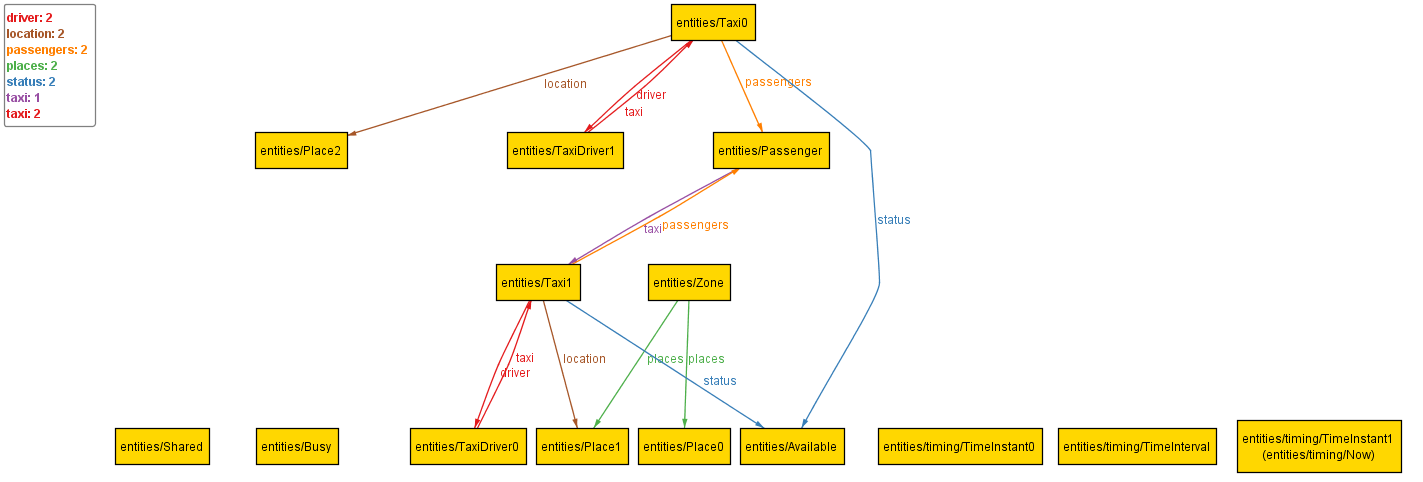 driver: 2
location: 2
passengers: 2
places: 2
status: 2
taxi: 1
taxi: 2
entities/Taxi0
location
driver
taxi
passengers
entities/Place2
entities/TaxiDriver1
entities/Passenger
status
taxi
passengers
entities/Taxi1
entities/Zone
taxi
driver
location
places
places
status
entities/Shared
entities/Busy
entities/TaxiDriver0
entities/Place1
entities/Place0
entities/Available
entities/timing/TimeInstant0
entities/timing/TimeInterval
entities/timing/TimeInstant1
(entities/timing/Now)